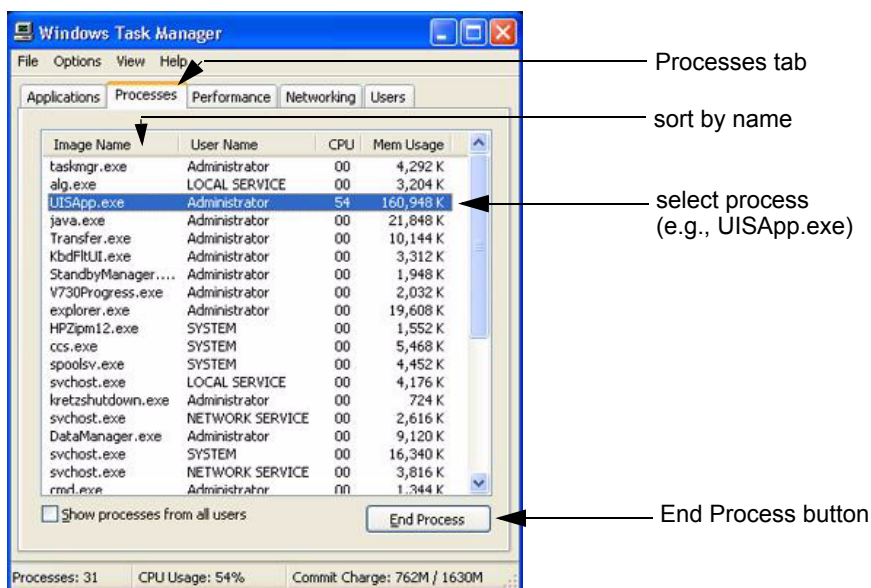 Windows Task Manager
File Options View Help
Processes tab
Applications Processes Performance Networking Users
sort by name
Image Name User Name CPU Mem Usage
taskmgr.exe Administrator 00 4,292 K
alg.exe LOCAL SERVICE 00 3,204 K
UISApp.exe Administrator 54 160,948 K
select process
(e.g., UISApp.exe)
java.exe Administrator 00 21,848 K
Transfer.exe Administrator 00 10,144 K
KbdFltUI.exe Administrator 00 3,312 K
StandbyManager.... Administrator 00 1,948 K
V730Progress.exe Administrator 00 2,032 K
explorer.exe Administrator 00 19,608 K
HPZipm12.exe SYSTEM 00 1,552 K
ccs.exe SYSTEM 00 5,468 K
spoolsv.exe SYSTEM 00 4,452 K
svchost.exe LOCAL SERVICE 00 4,176 K
kretzshutdown.exe Administrator 00 724 K
svchost.exe NETWORK SERVICE 00 2,616 K
DataManager.exe Administrator 00 9,120 K
svchost.exe SYSTEM 00 16,340 K
svchost.exe NETWORK SERVICE 00 3,816 K
cmd.exe Administrator 00 1,344 K
Show processes from all users
End Process
End Process button
Processes: 31 CPU Usage: 54% Commit Charge: 762M / 1630M